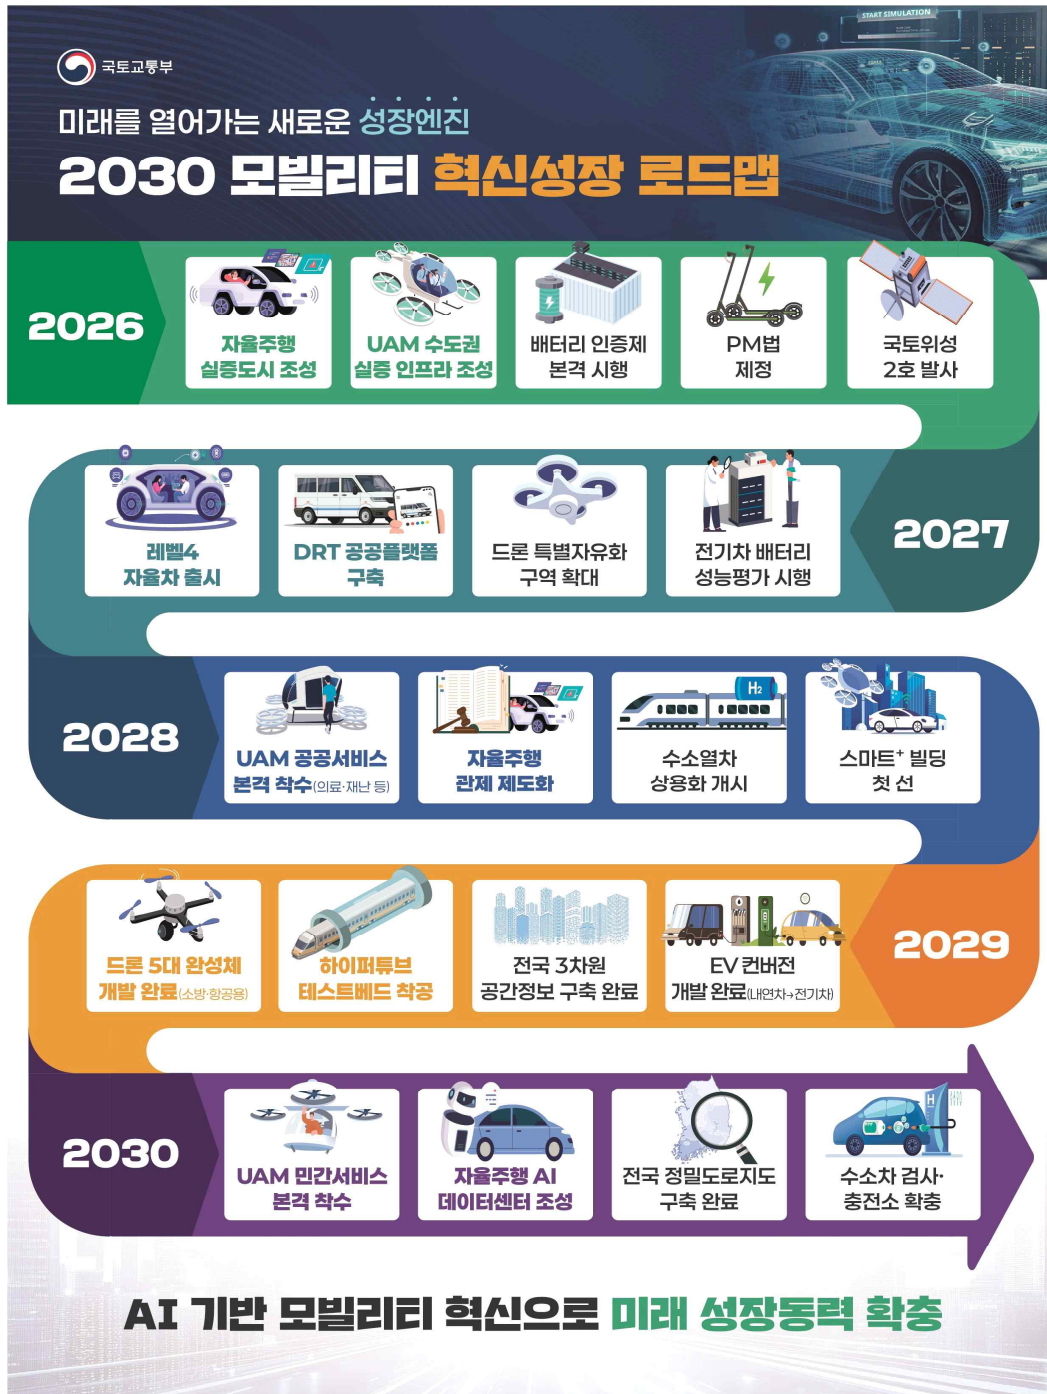 START SIMULATION
국토교통부
미래를 열어가는 새로운 성장엔진
2030 모빌리티 혁신성장 로드맵
2026
자율주행
실증도시 조성
UAM 수도권
실증 인프라 조성
배터리 인증제
본격 시행
PM법
제정
국토위성
2호 발사
2027
레벨4
자율차 출시
DRT 공공플랫폼
구축
드론 특별자유화
구역 확대
전기차 배터리
성능평가 시행
2028
UAM 공공서비스
본격 착수(의료·재난 등)
자율주행
관제 제도화
H2
수소열차
상용화 개시
스마트⁺ 빌딩
첫 선
2029
드론 5대 완성체
개발 완료(소방·항공용)
하이퍼튜브
테스트베드 착공
전국 3차원
공간정보 구축 완료
EV 컨버전
개발 완료(내연차→전기차)
2030
UAM 민간서비스
본격 착수
자율주행 AI
데이터센터 조성
전국 정밀도로지도
구축 완료
H
수소차 검사·
충전소 확충
AI 기반 모빌리티 혁신으로 미래 성장동력 확충